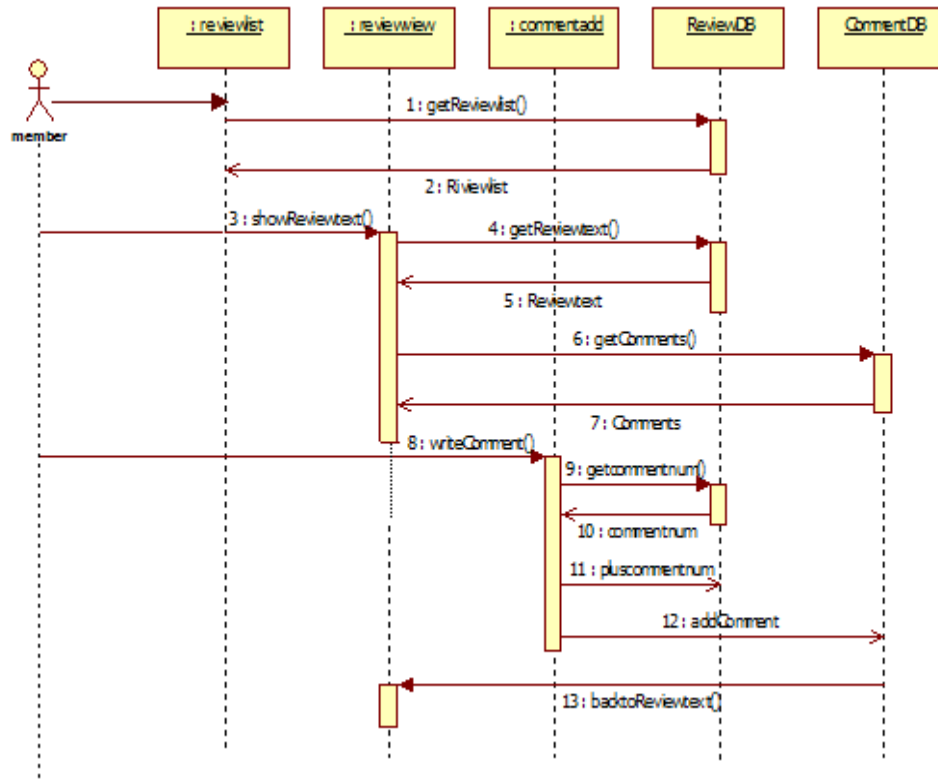 : reviewlist
: reviewview
: commentadd
ReviewDB
CommentDB
member
1 : getReviewlist()
2 : Riviewlist
3 : showReviewtext()
4 : getReviewtext()
5 : Reviewtext
6 : getComments()
7 : Comments
8 : writeComment()
9 : getcommentnum()
10 : commentnum
11 : pluscommentnum
12 : addComment
13 : backtoReviewtext()